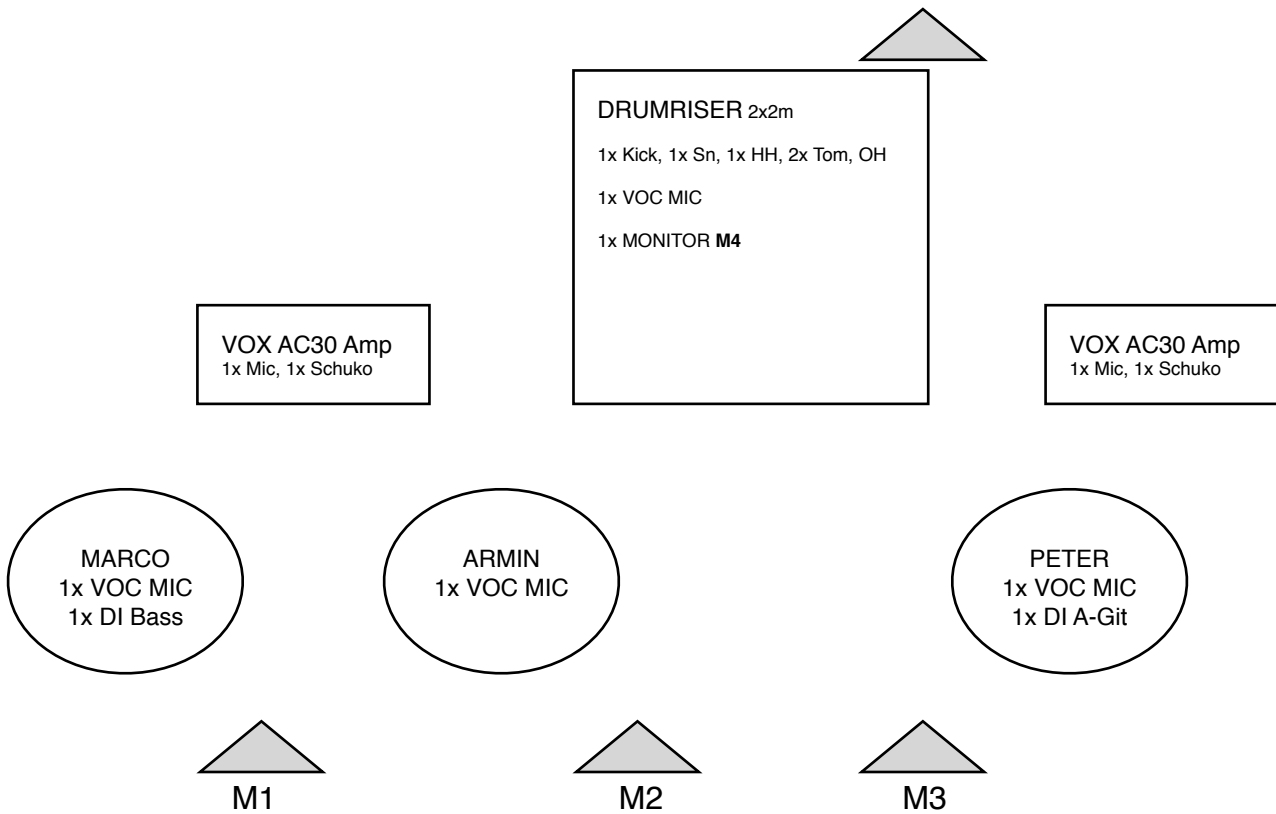 DRUMRISER 2x2m
1x Kick, 1x Sn, 1x HH, 2x Tom, OH
1x VOC MIC
1x MONITOR M4
VOX AC30 Amp
1x Mic, 1x Schuko
VOX AC30 Amp
1x Mic, 1x Schuko
MARCO
1x VOC MIC
1x DI Bass
ARMIN
1x VOC MIC
PETER
1x VOC MIC
1x DI A-Git
M1
M2
M3